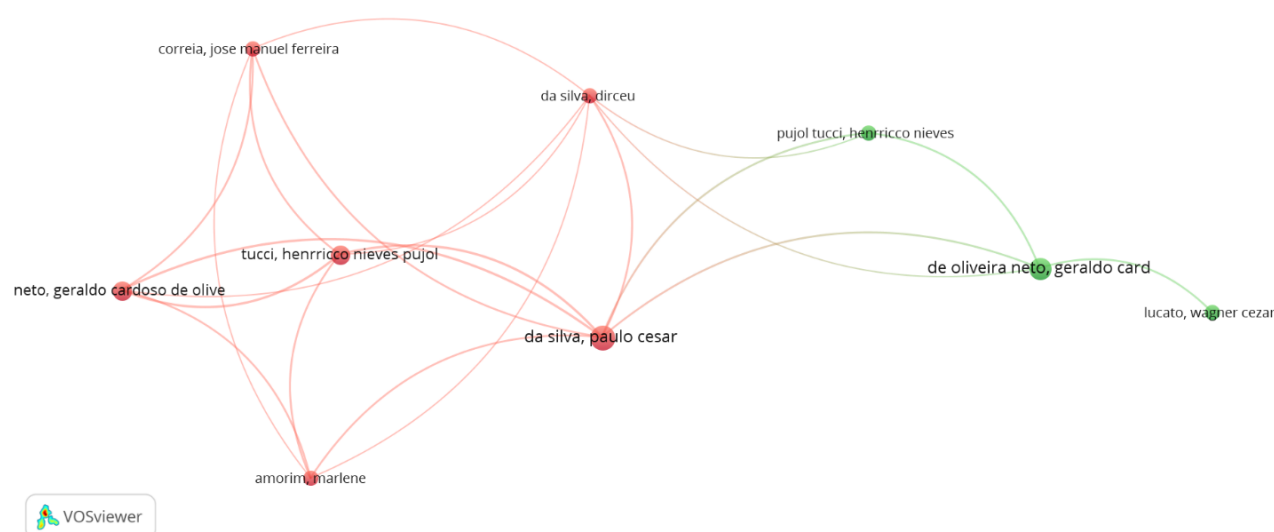 correia, jose manuel ferreira
da silva, dirceu
pujol tucci, henrricco nieves
tucci, henrricco nieves pujol
de oliveira neto, geraldo card
neto, geraldo cardoso de olive
lucato, wagner cezar
da silva, paulo cesar
amorim, marlene
VOSviewer